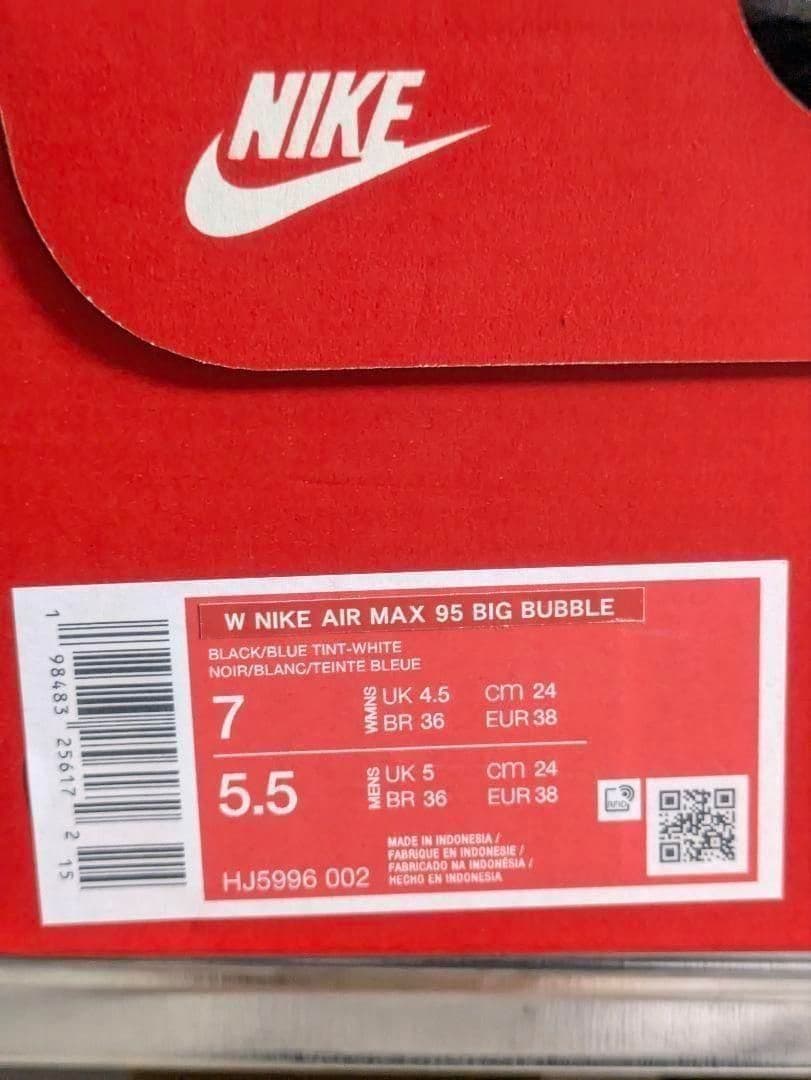 NIKE
W NIKE AIR MAX 95 BIG BUBBLE
BLACK/BLUE TINT-WHITE
NOIR/BLANC/TEINTE BLEUE
7 WMNS UK 4.5 cm 24
BR 36 EUR 38
5.5 MENS UK 5 cm 24
BR 36 EUR 38
RFID
MADE IN INDONESIA /
FABRIQUE EN INDONESIE /
FABRICADO NA INDONÉSIA /
HECHO EN INDONESIA
HJ5996 002
1 98483 25617 2 15